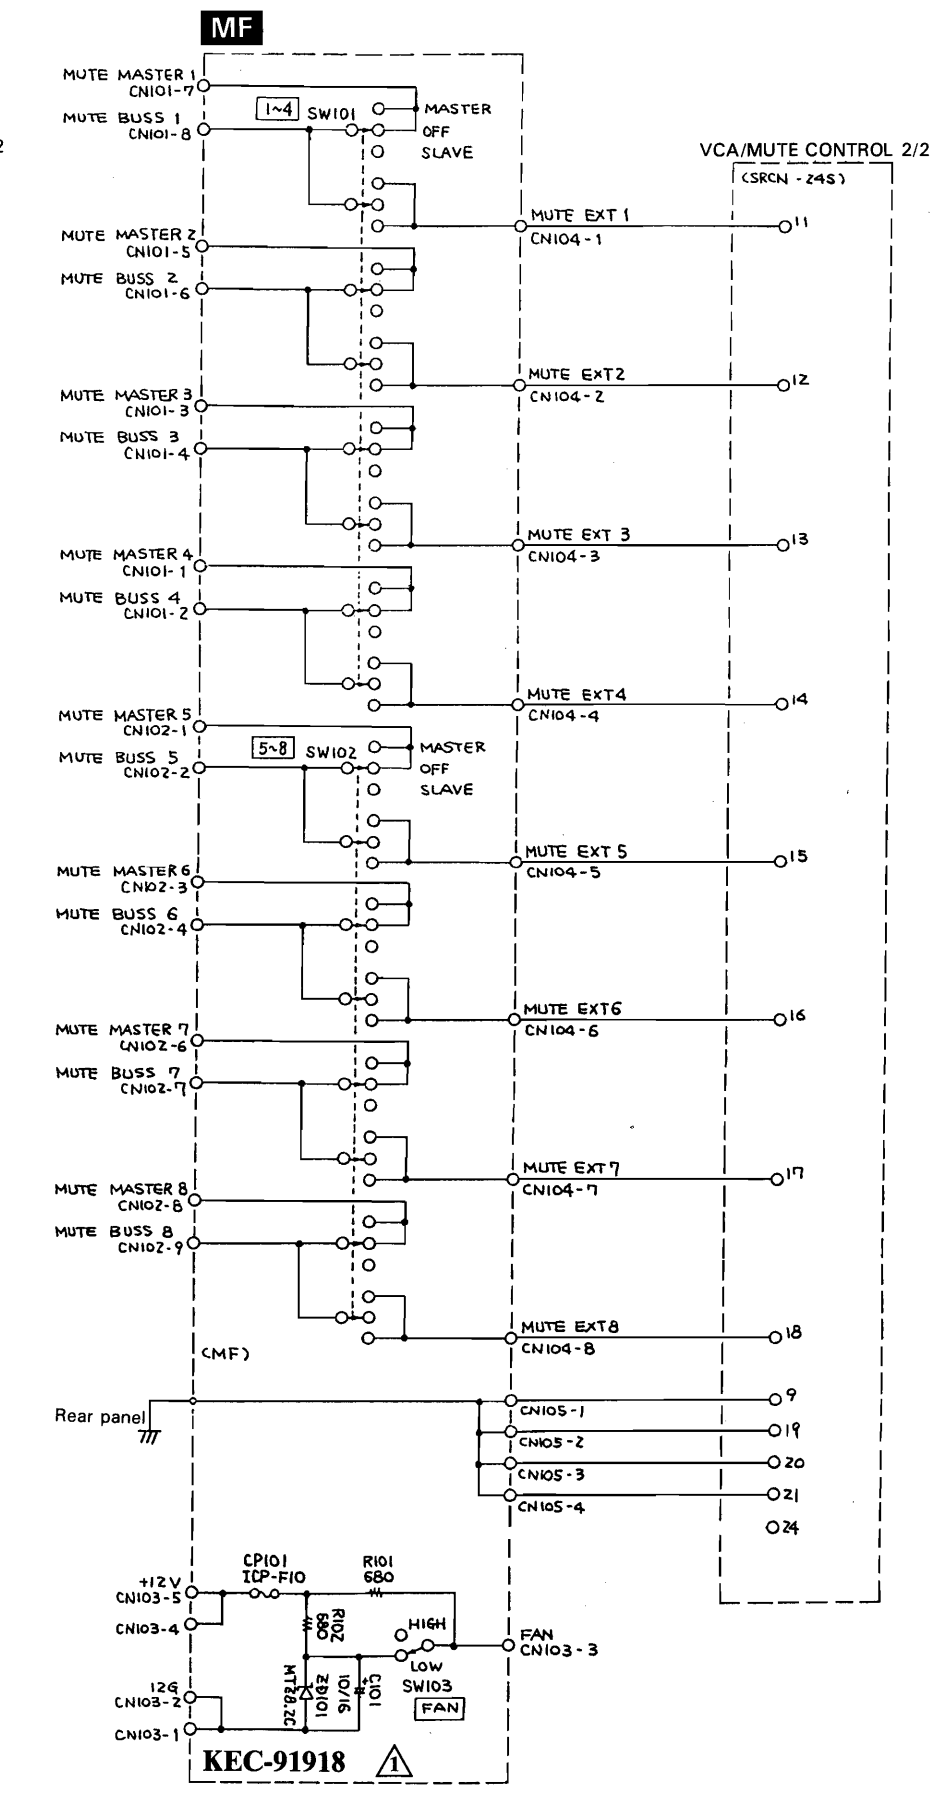 MF
MUTE MASTER 1
CN101-7
MUTE BUSS 1
CN101-8
1~4
SW101
MASTER
OFF
SLAVE
2
VCA/MUTE CONTROL 2/2
(SRCN-24S)
MUTE EXT 1
CN104-1
11
MUTE MASTER 2
CN101-5
MUTE BUSS 2
CN101-6
MUTE EXT2
CN104-2
12
MUTE MASTER 3
CN101-3
MUTE BUSS 3
CN101-4
MUTE EXT 3
CN104-3
13
MUTE MASTER 4
CN101-1
MUTE BUSS 4
CN101-2
MUTE EXT4
CN104-4
14
MUTE MASTER 5
CN102-1
MUTE BUSS 5
CN102-2
5~8
SW102
MASTER
OFF
SLAVE
MUTE EXT 5
CN104-5
15
MUTE MASTER 6
CN102-3
MUTE BUSS 6
CN102-4
MUTE EXT6
CN104-6
16
MUTE MASTER 7
CN102-6
MUTE BUSS 7
CN102-7
MUTE EXT7
CN104-7
17
MUTE MASTER 8
CN102-8
MUTE BUSS 8
CN102-9
MUTE EXT8
CN104-8
18
(MF)
Rear panel
CN105-1
9
CN105-2
19
CN105-3
20
CN105-4
21
24
+12V
CN103-5
CN103-4
CP101
ICP-F10
R101
680
R102
680
HIGH
LOW
SW103
FAN
FAN
CN103-3
12G
CN103-2
CN103-1
MTZ8.2C
ZD101
10/16
+
C101
KEC-91918
1